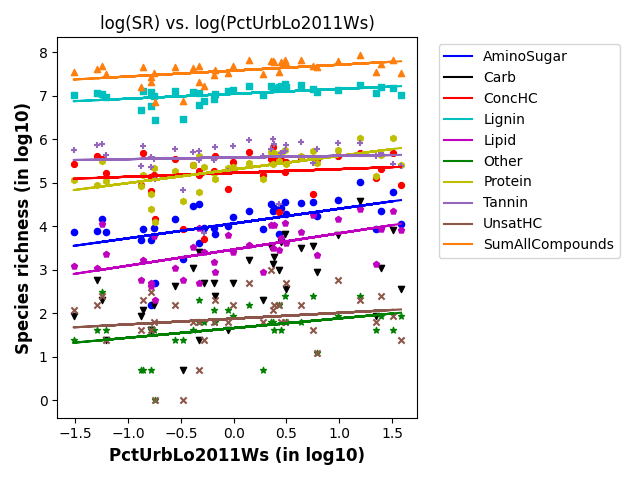 log(SR) vs. log(PctUrbLo2011Ws)
Species richness (in log10)
8
7
6
5
4
3
2
1
0
−1.5 −1.0 −0.5 0.0 0.5 1.0 1.5
PctUrbLo2011Ws (in log10)
AminoSugar
Carb
ConcHC
Lignin
Lipid
Other
Protein
Tannin
UnsatHC
SumAllCompounds